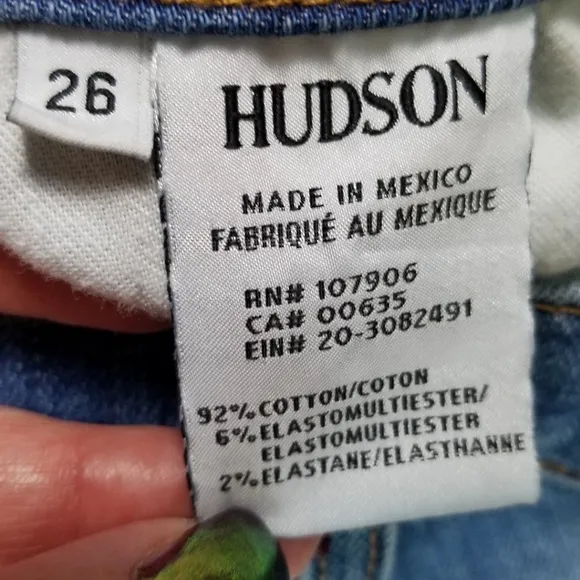 26
HUDSON
MADE IN MEXICO
FABRIQUÉ AU MEXIQUE
RN# 107906
CA# 00635
EIN# 20-3082491
92% COTTON/COTON
6% ELASTOMULTIESTER/
ELASTOMULTIESTER
2% ELASTANE/ELASTHANNE